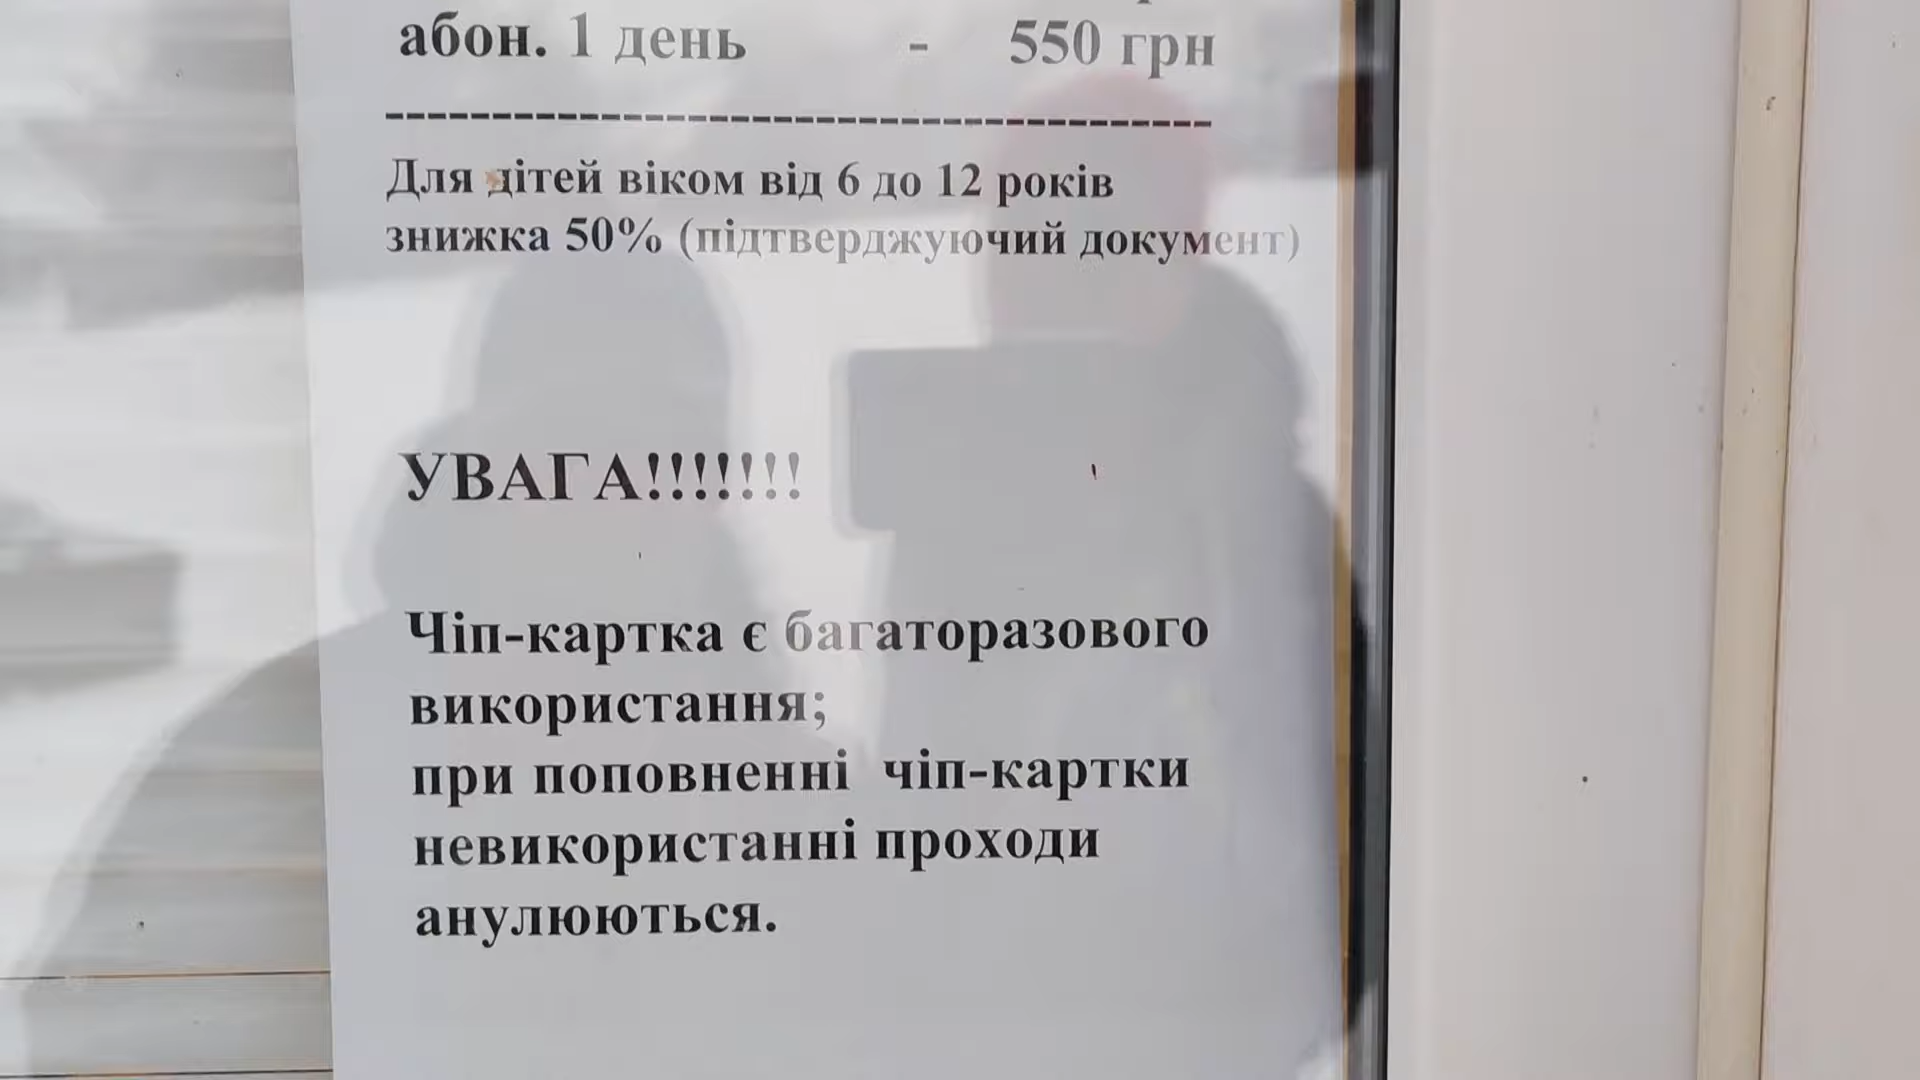 абон. 1 день - 550 грн
---------------------------------------
Для дітей віком від 6 до 12 років
знижка 50% (підтверджуючий документ)
УВАГА!!!!!!!
Чіп-картка є багаторазового
використання;
при поповненні чіп-картки
невикористанні проходи
анулюються.